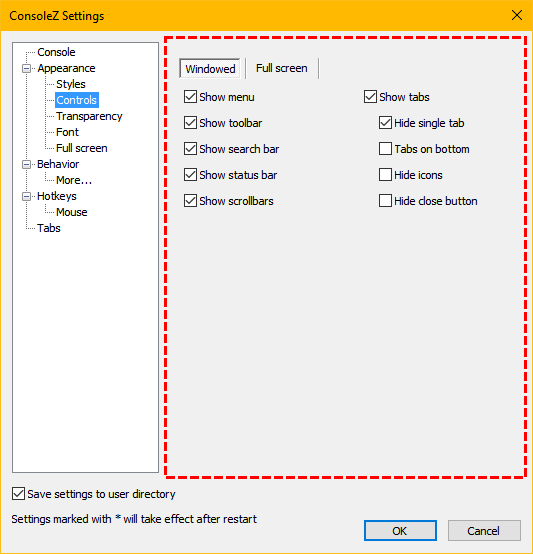 ConsoleZ Settings
Console
Appearance
Styles
Controls
Transparency
Font
Full screen
Behavior
More...
Hotkeys
Mouse
Tabs
Windowed
Full screen
Show menu
Show toolbar
Show search bar
Show status bar
Show scrollbars
Show tabs
Hide single tab
Tabs on bottom
Hide icons
Hide close button
Save settings to user directory
Settings marked with * will take effect after restart
OK
Cancel